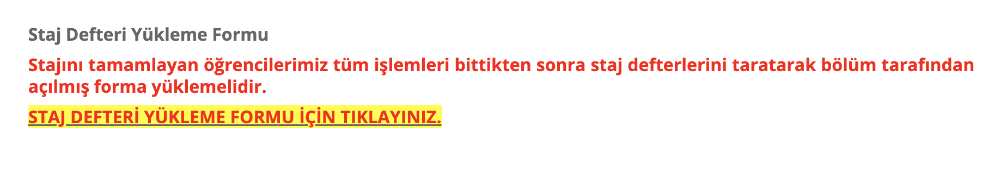 Staj Defteri Yükleme Formu
Stajını tamamlayan öğrencilerimiz tüm işlemleri bittikten sonra staj defterlerini taratarak bölüm tarafından
açılmış forma yüklemelidir.
STAJ DEFTERİ YÜKLEME FORMU İÇİN TIKLAYINIZ.